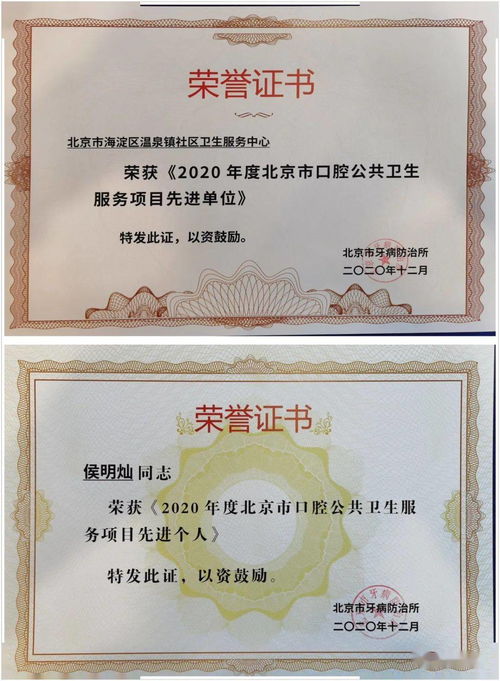 荣誉证书
北京市海淀区温泉镇社区卫生服务中心
荣获《2020年度北京市口腔公共卫生
服务项目先进单位》
特发此证，以资鼓励。
北京市牙病防治所
二〇二〇年十二月
荣誉证书
侯明灿同志
荣获《2020年度北京市口腔公共卫生服
务项目先进个人》
特发此证，以资鼓励。
北京市牙病防治所
二〇二〇年十二月